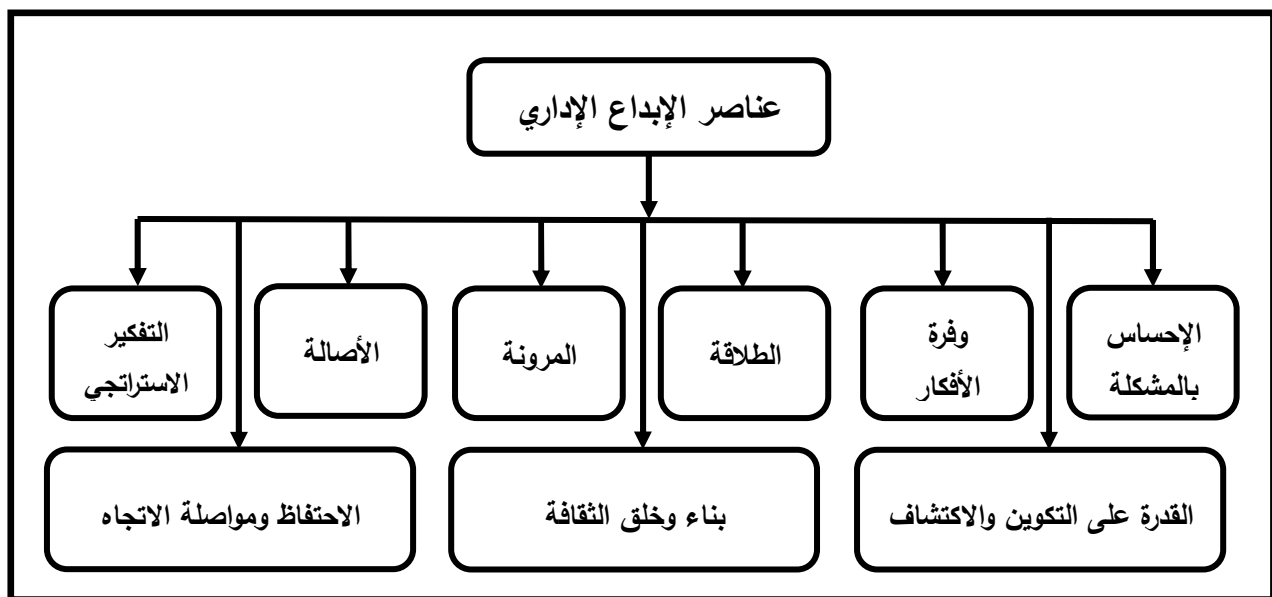 عناصر الإبداع الإداري
الإحساس
بالمشكلة
وفرة
الأفكار
الطلاقة
المرونة
الأصالة
التفكير
الاستراتجي
القدرة على التكوين والاكتشاف
بناء وخلق الثقافة
الاحتفاظ ومواصلة الاتجاه